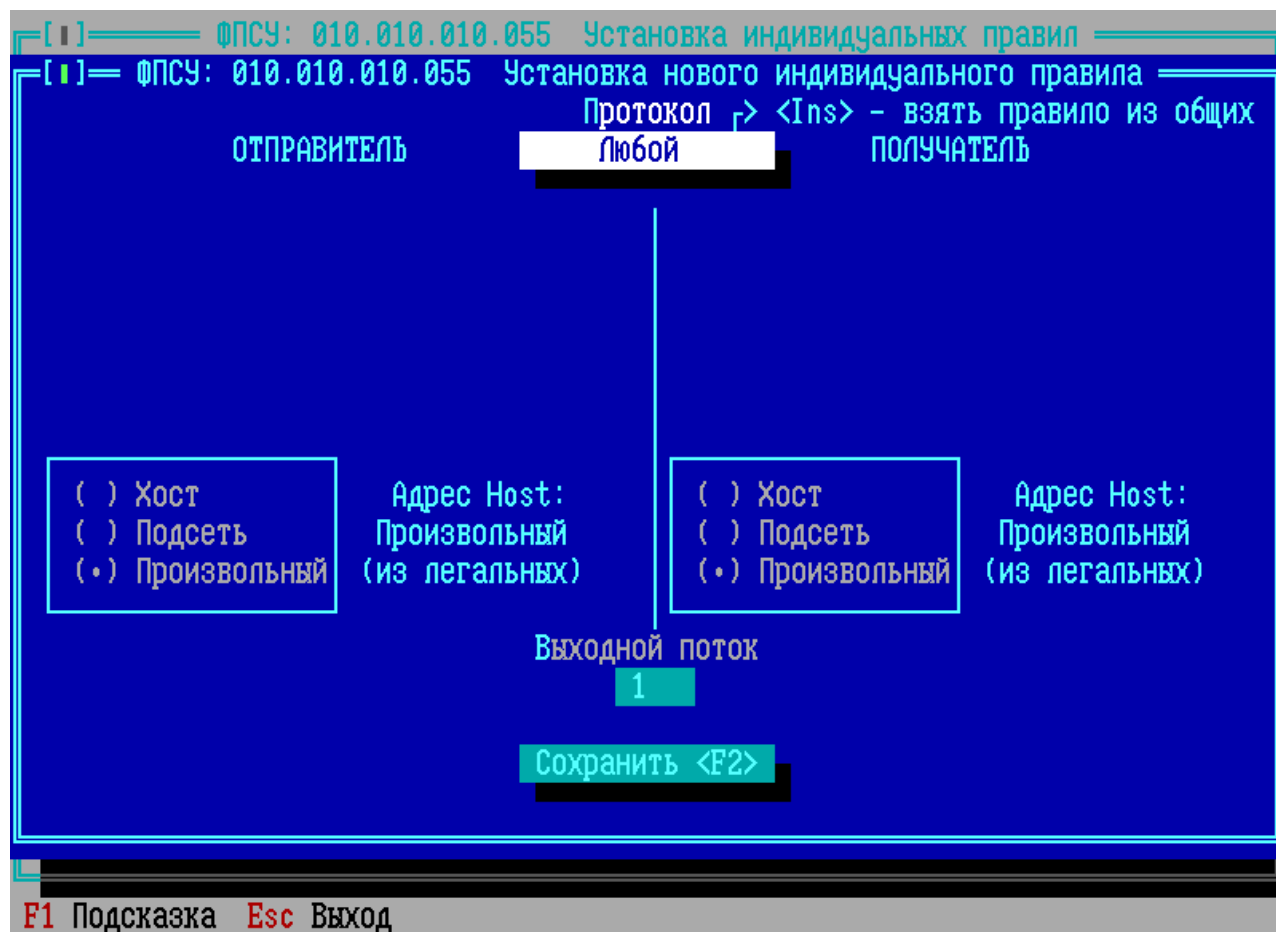 [▮] ФПСУ: 010.010.010.055 Установка индивидуальных правил
[▮] ФПСУ: 010.010.010.055 Установка нового индивидуального правила
Протокол ┌> <Ins> - взять правило из общих
ОТПРАВИТЕЛЬ Любой ПОЛУЧАТЕЛЬ
( ) Хост Адрес Host: ( ) Хост Адрес Host:
( ) Подсеть Произвольный ( ) Подсеть Произвольный
(•) Произвольный (из легальных) (•) Произвольный (из легальных)
Выходной поток
1
Сохранить <F2>
F1 Подсказка Esc Выход